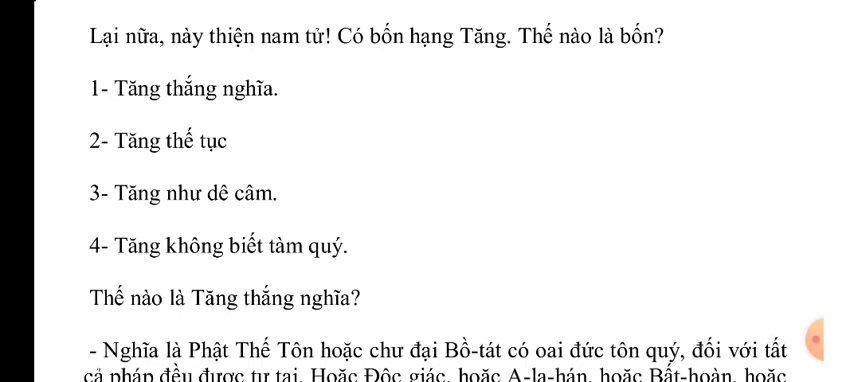 Lại nữa, này thiện nam tử! Có bốn hạng Tăng. Thế nào là bốn?
1- Tăng thắng nghĩa.
2- Tăng thế tục
3- Tăng như dê câm.
4- Tăng không biết tàm quý.
Thế nào là Tăng thắng nghĩa?
- Nghĩa là Phật Thế Tôn hoặc chư đại Bồ-tát có oai đức tôn quý, đối với tất
cả pháp đều được tự tại. Hoặc Độc giác, hoặc A-la-hán, hoặc Bất-hoàn, hoặc